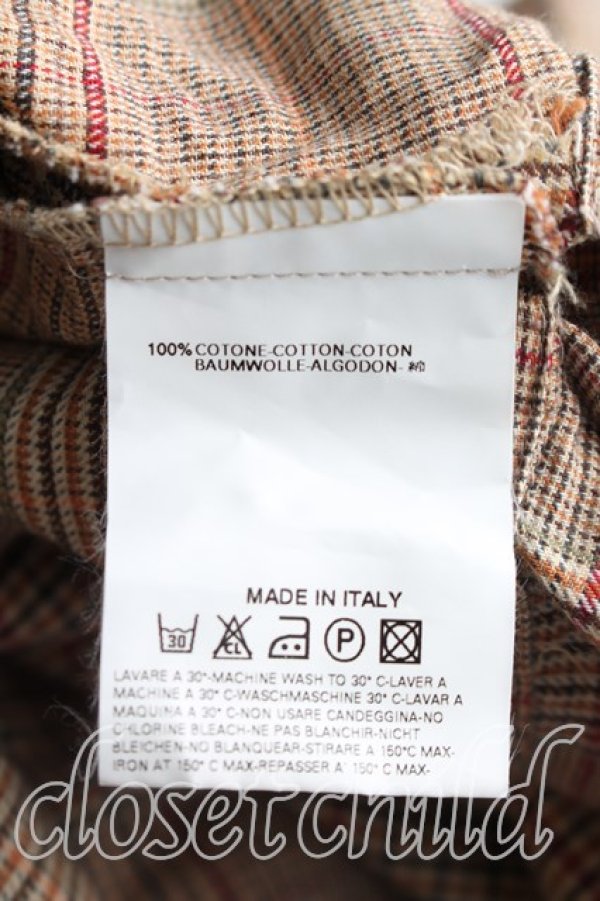 100% COTONE-COTTON-COTON
BAUMWOLLE-ALGODON-
MADE IN ITALY
30 CL P
LAVARE A 30°-MACHINE WASH TO 30° C-LAVER A
MACHINE A 30° C-WASCHMASCHINE 30° C-LAVAR A
MAQUINA A 30° C-NON USARE CANDEGGINA-NO
CHLORINE BLEACH-NE PAS BLANCHIR-NICHT
BLEICHEN-NO BLANQUEAR-STIRARE A 150°C MAX-
IRON AT 150° C MAX-REPASSER A 150° C MAX-
closet child